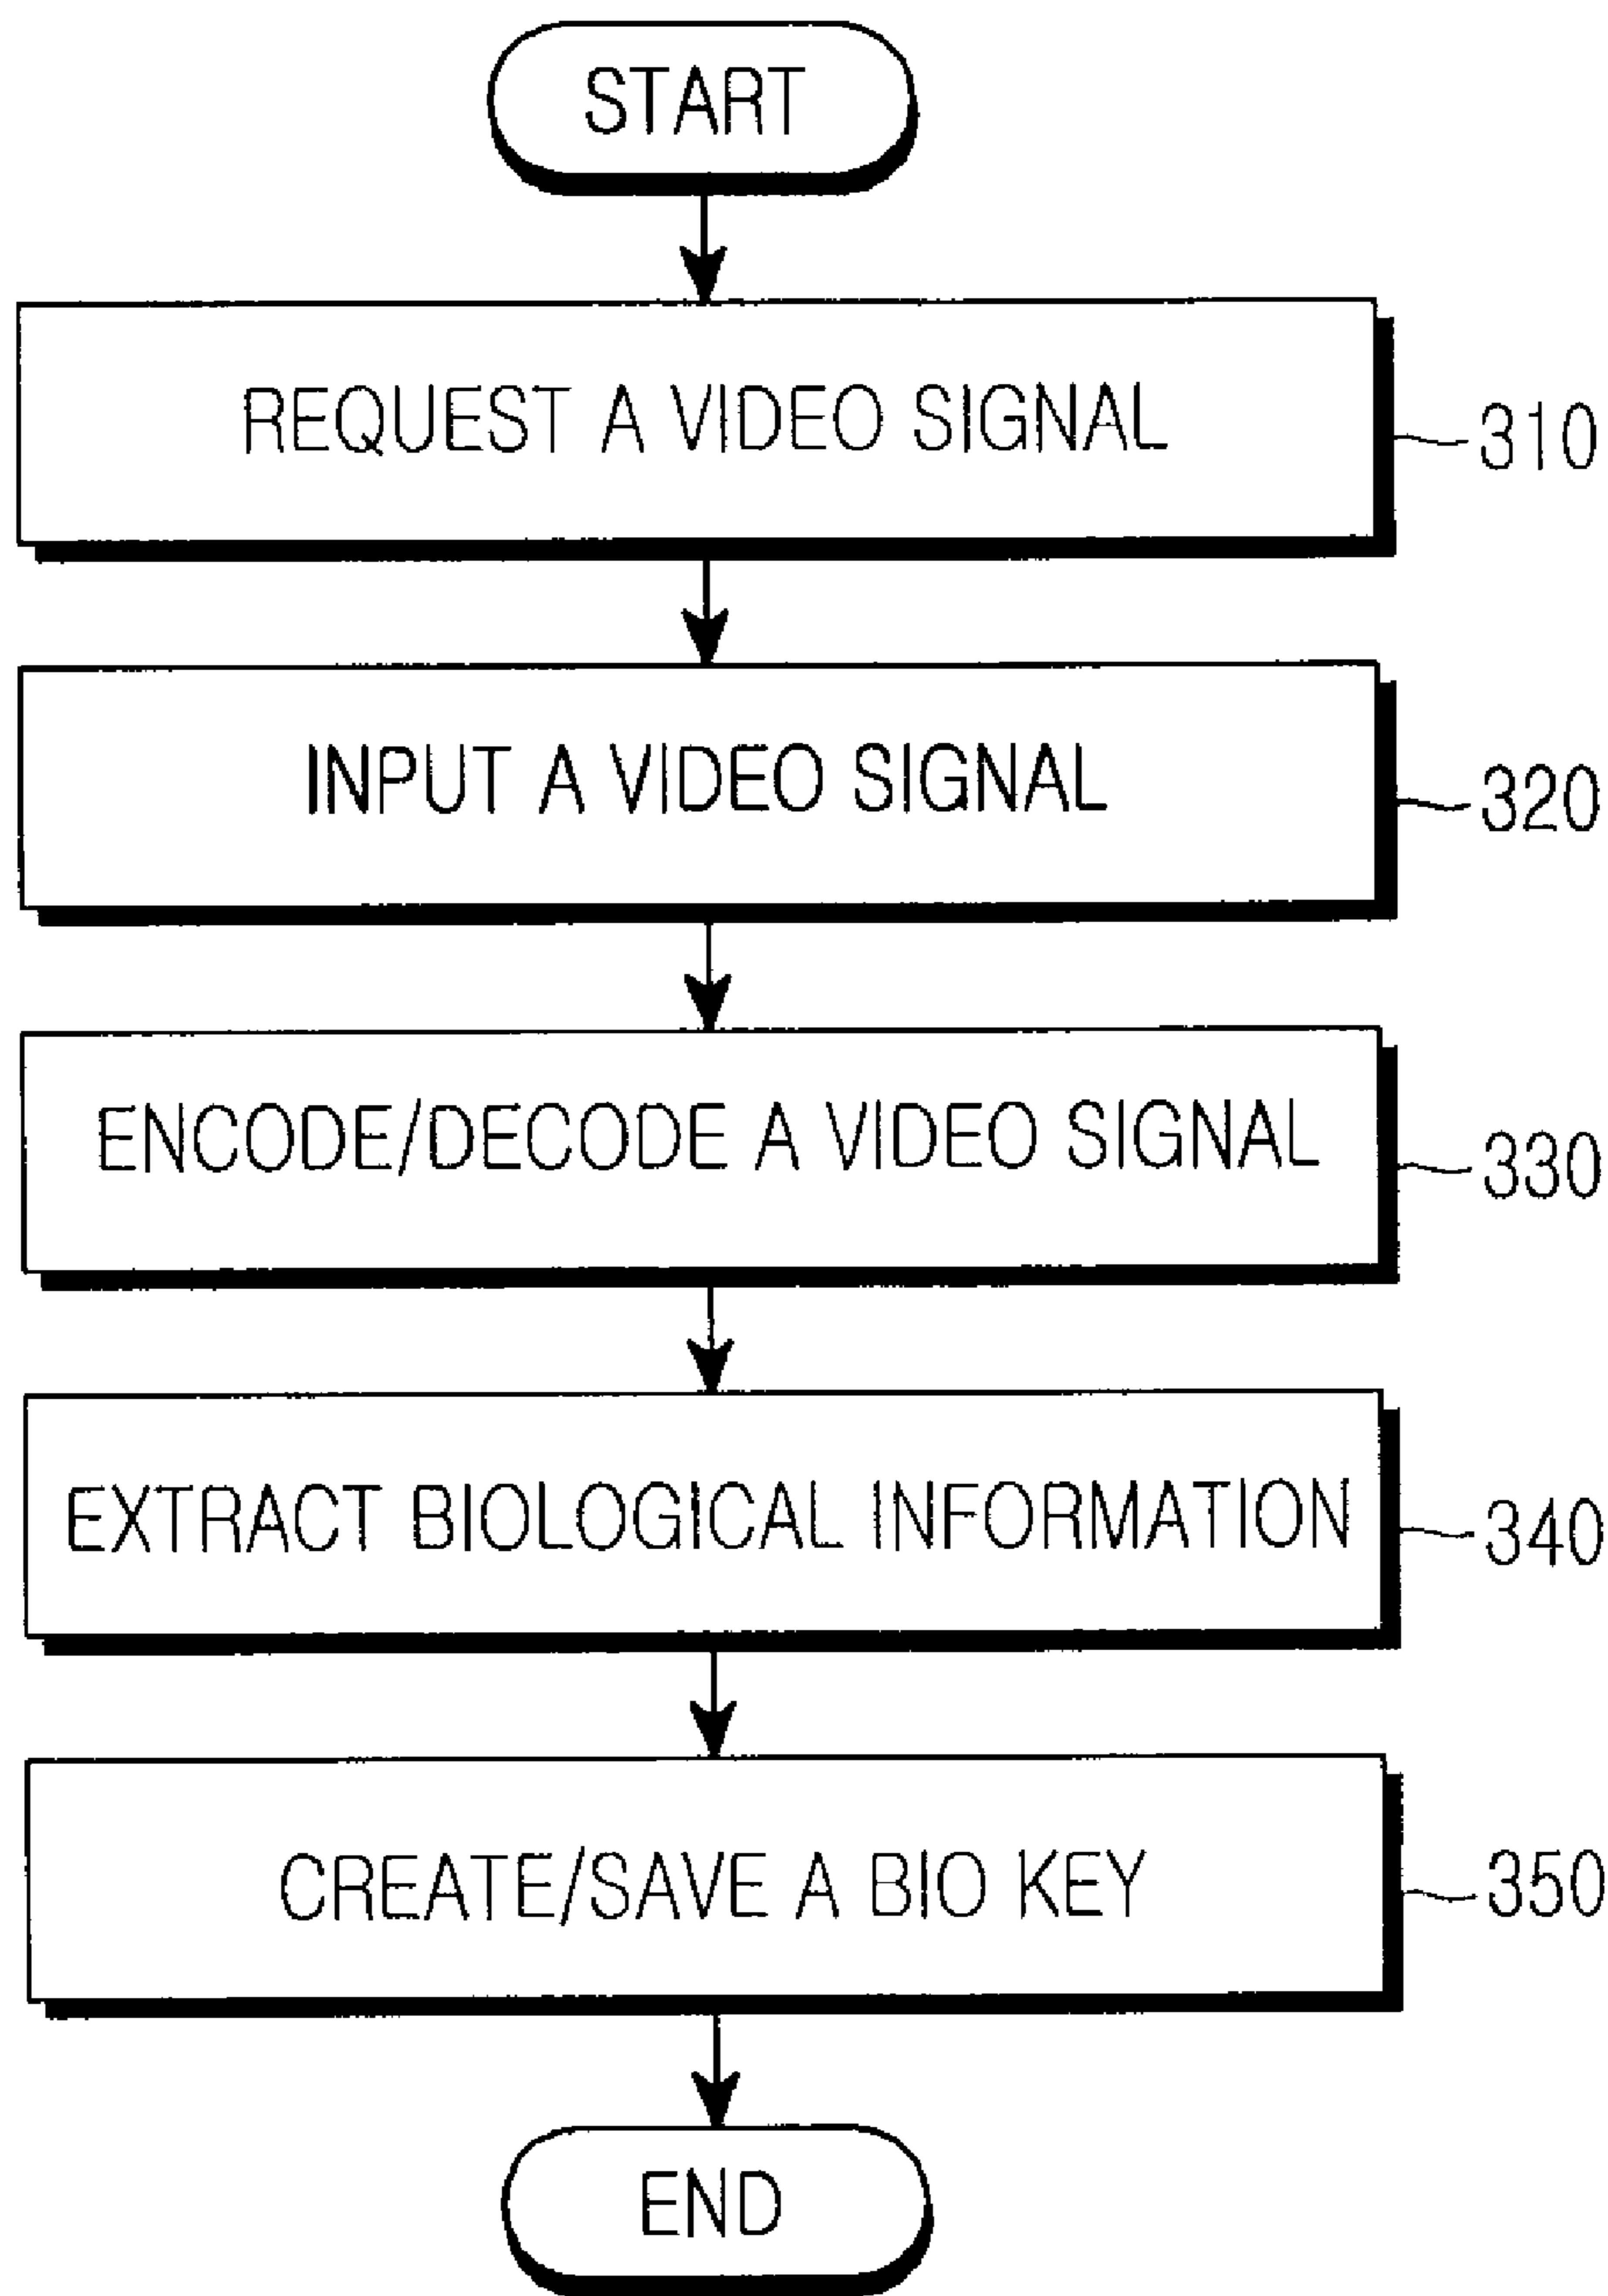 START
REQUEST A VIDEO SIGNAL
310
INPUT A VIDEO SIGNAL
320
ENCODE/DECODE A VIDEO SIGNAL
330
EXTRACT BIOLOGICAL INFORMATION
340
CREATE/SAVE A BIO KEY
350
END